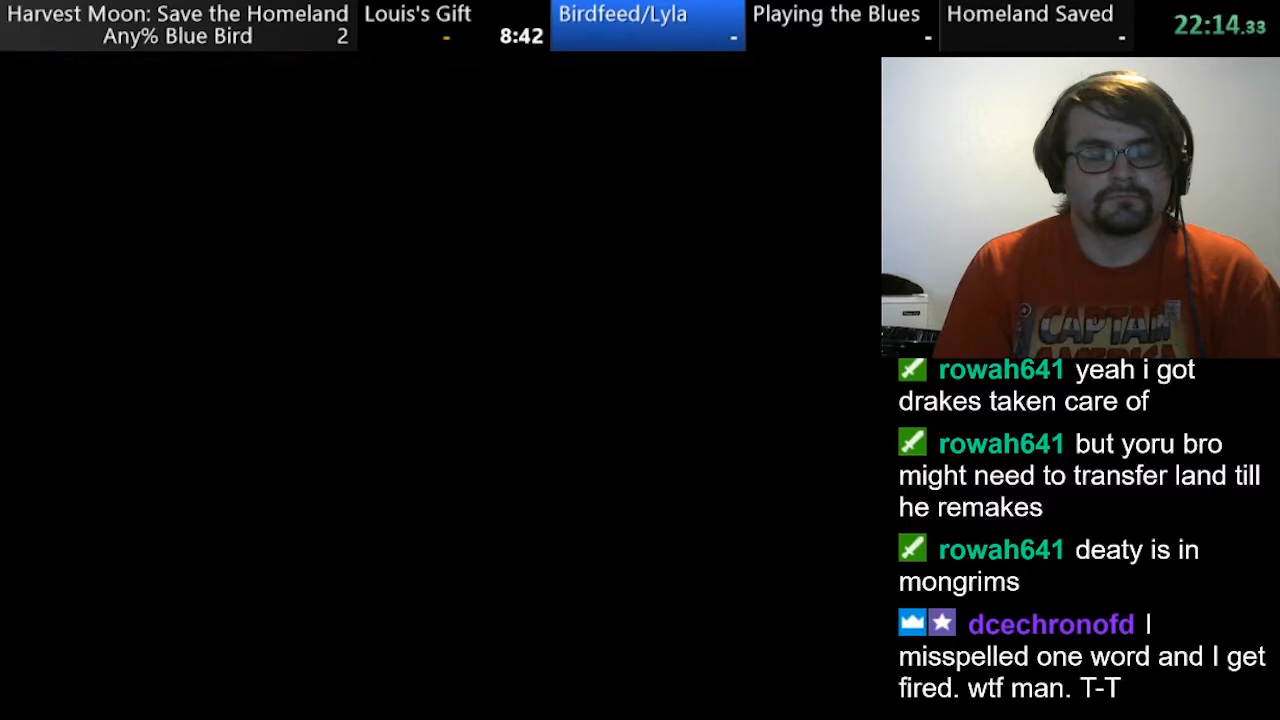 Harvest Moon: Save the Homeland
Any% Blue Bird 2
Louis's Gift
- 8:42
Birdfeed/Lyla
-
Playing the Blues
-
Homeland Saved
-
22:14.33
CAPTAIN
AMERICA
rowah641 yeah i got
drakes taken care of
rowah641 but yoru bro
might need to transfer land till
he remakes
rowah641 deaty is in
mongrims
dcechronofd I
misspelled one word and I get
fired. wtf man. T-T